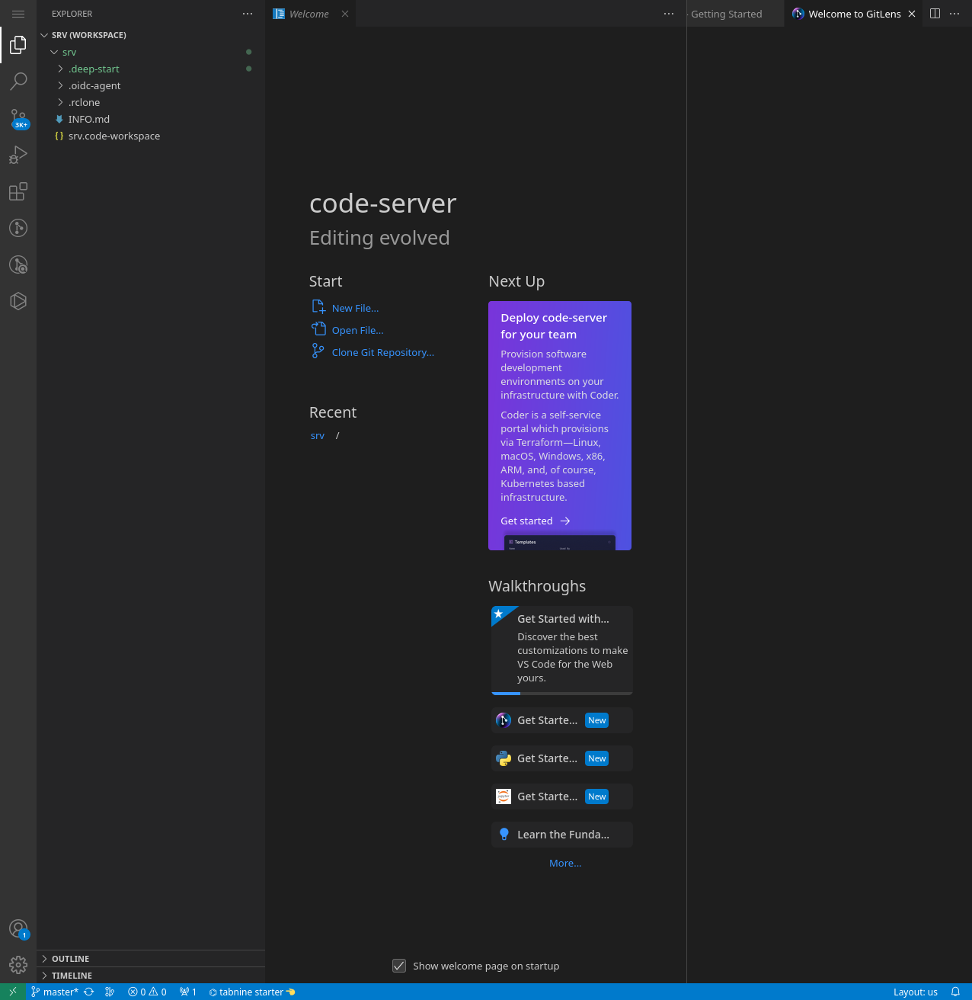 EXPLORER
SRV (WORKSPACE)
srv
.deep-start
.oidc-agent
.rclone
INFO.md
srv.code-workspace
3K+
1
OUTLINE
TIMELINE
Welcome
- Getting Started
Welcome to GitLens
code-server
Editing evolved
Start
New File...
Open File...
Clone Git Repository...
Recent
srv /
Next Up
Deploy code-server
for your team
Provision software
development
environments on your
infrastructure with Coder.
Coder is a self-service
portal which provisions
via Terraform—Linux,
macOS, Windows, x86,
ARM, and, of course,
Kubernetes based
infrastructure.
Get started
Templates
Walkthroughs
Get Started with...
Discover the best
customizations to make
VS Code for the Web
yours.
Get Starte... New
Get Starte... New
Get Starte... New
Learn the Funda...
More...
Show welcome page on startup
master* 0 0 1 tabnine starter
Layout: us